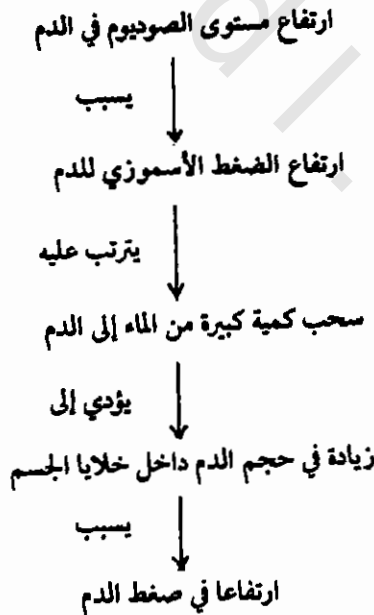 ارتفاع مستوى الصوديوم في الدم
يسبب
ارتفاع الضغط الأسموزي للدم
يترتب عليه
سحب كمية كبيرة من الماء إلى الدم
يؤدي إلى
زيادة في حجم الدم داخل خلايا الجسم
يسبب
ارتفاعا في صغط الدم